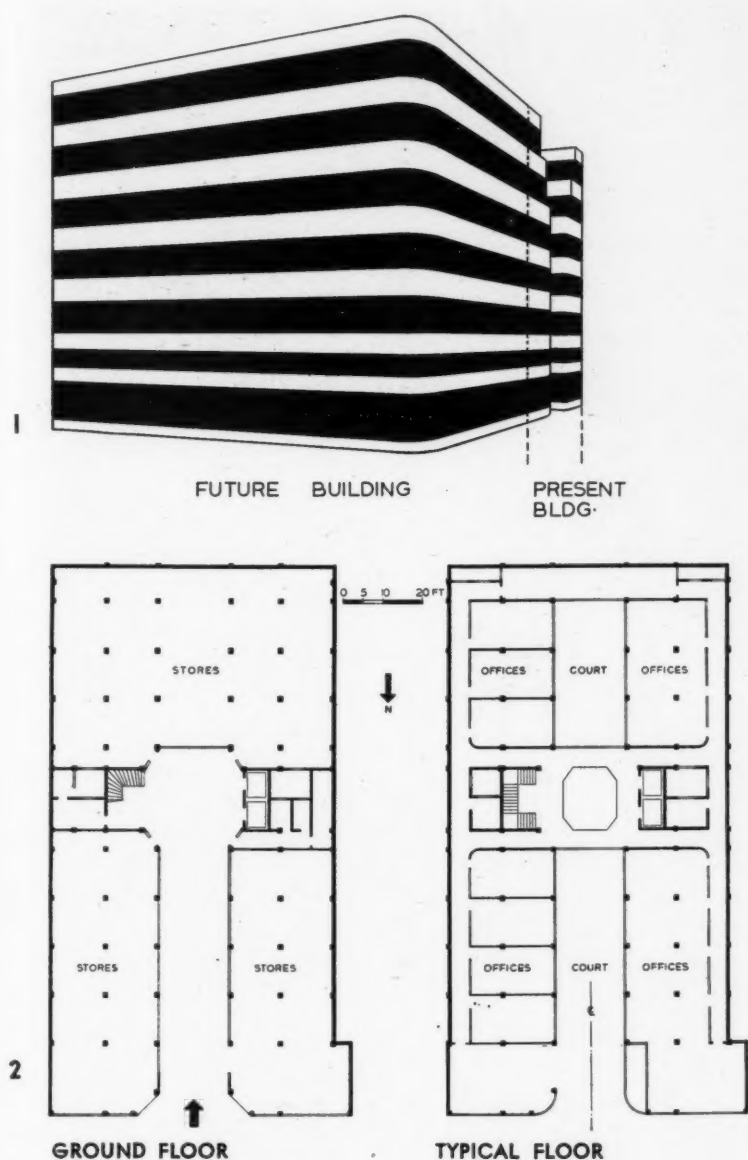 1
FUTURE BUILDING
PRESENT
BLDG.
0 5 10 20 FT.
STORES
N
STORES
STORES
OFFICES
COURT
OFFICES
OFFICES
COURT
OFFICES
℄
2
GROUND FLOOR
TYPICAL FLOOR